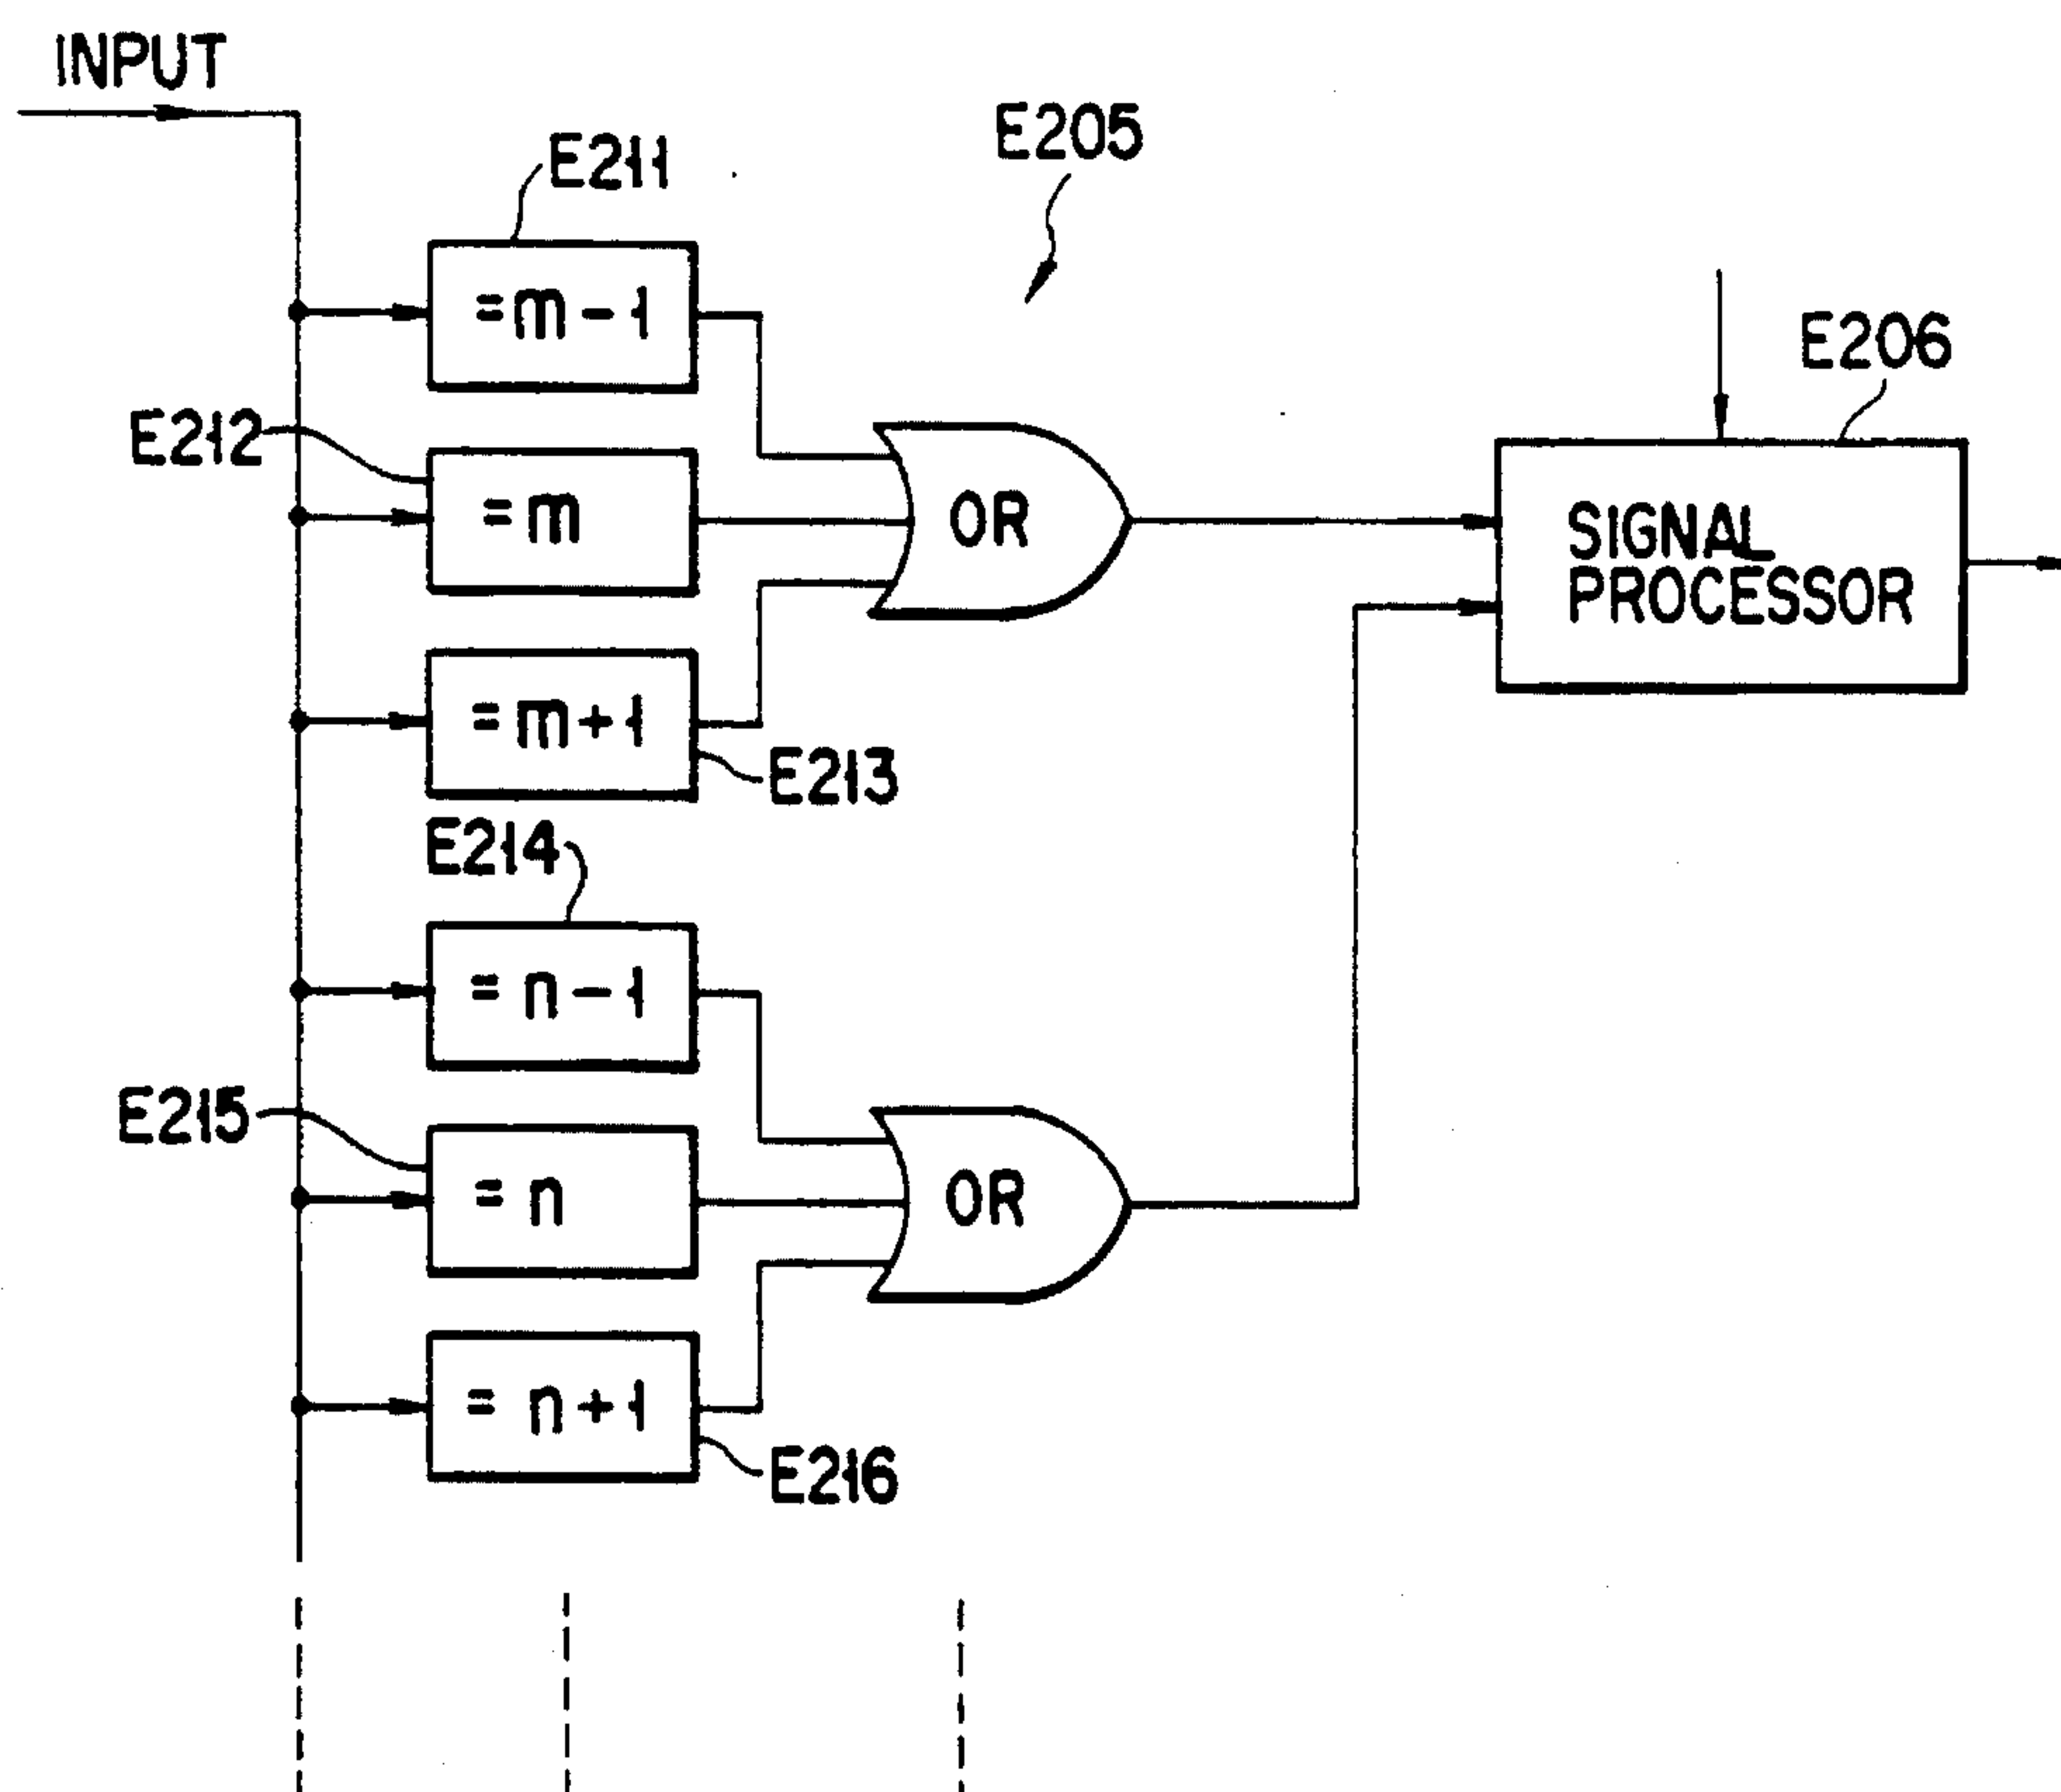 INPUT
E211
E205
=m-1
E206
E212
=m
OR
SIGNAL
PROCESSOR
=m+1
E213
E214
=n-1
E215
=n
OR
=n+1
E216